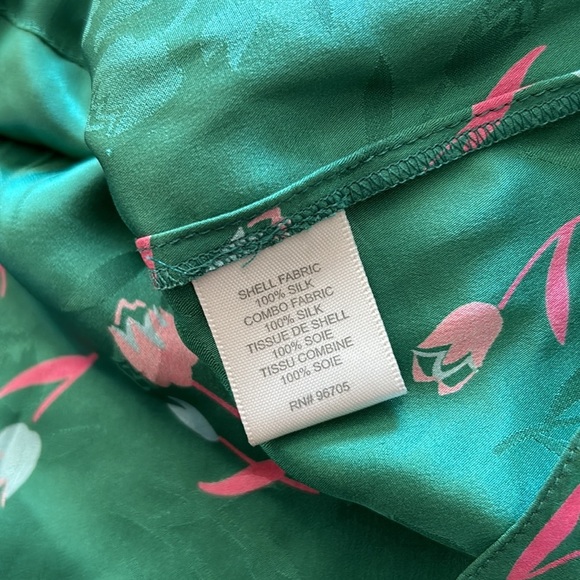 SHELL FABRIC
100% SILK
COMBO FABRIC
100% SILK
TISSUE DE SHELL
100% SOIE
TISSU COMBINE
100% SOIE
RN# 96705